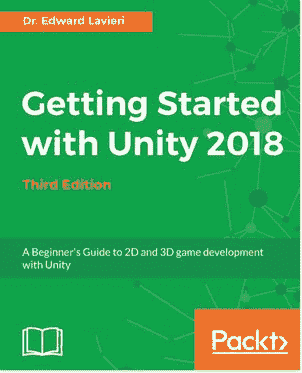 Dr. Edward Lavieri
Getting Started
with Unity 2018
Third Edition
A Beginner's Guide to 2D and 3D game development
with Unity
Packt>